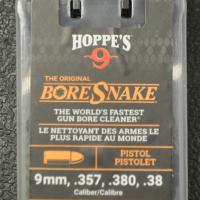 HOPPE'S
9
THE ORIGINAL
BORESNAKE
THE WORLD'S FASTEST
GUN BORE CLEANER
LE NETTOYANT DES ARMES LE
PLUS RAPIDE AU MONDE
PISTOL
PISTOLET
9mm, .357, .380, .38
Caliber/Calibre